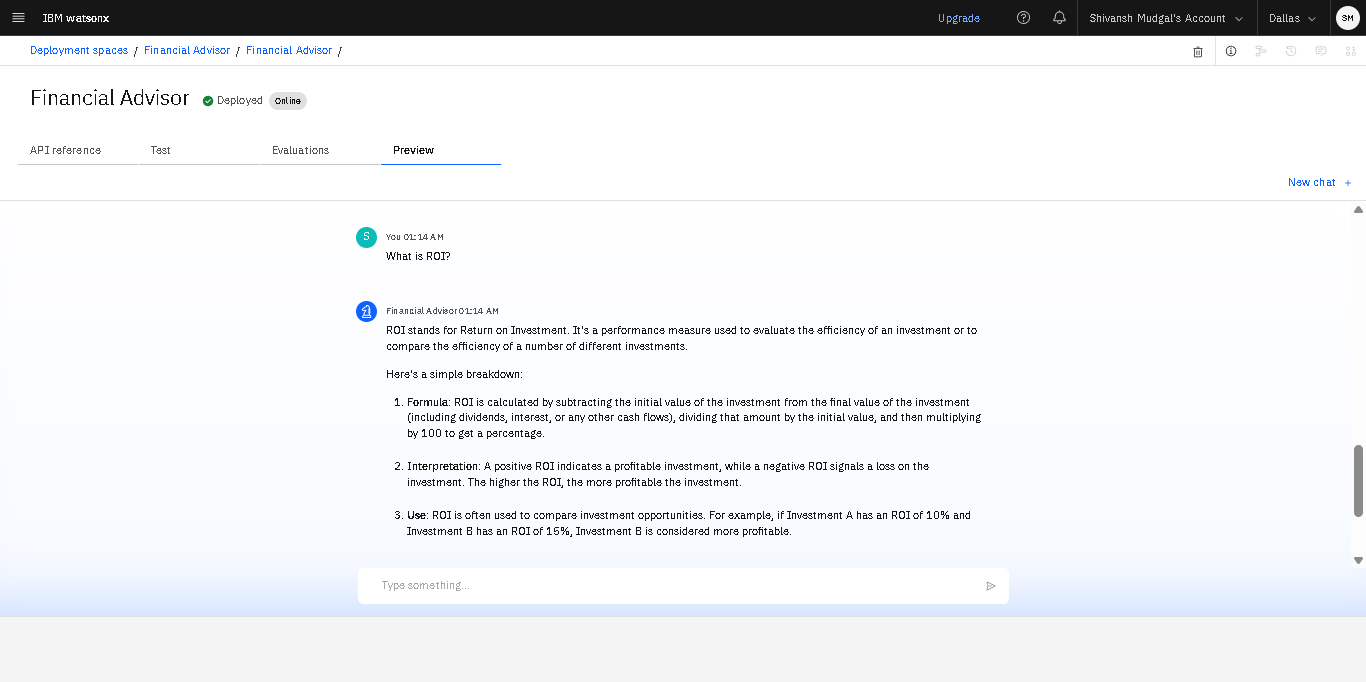 IBM watsonx
Upgrade
Shivansh Mudgal's Account
Dallas
SM
Deployment spaces / Financial Advisor / Financial Advisor /
Financial Advisor
Deployed
Online
API reference
Test
Evaluations
Preview
New chat +
S
You 01:14 AM
What is ROI?
Financial Advisor 01:14 AM
ROI stands for Return on Investment. It's a performance measure used to evaluate the efficiency of an investment or to
compare the efficiency of a number of different investments.
Here's a simple breakdown:
1. Formula: ROI is calculated by subtracting the initial value of the investment from the final value of the investment
(including dividends, interest, or any other cash flows), dividing that amount by the initial value, and then multiplying
by 100 to get a percentage.
2. Interpretation: A positive ROI indicates a profitable investment, while a negative ROI signals a loss on the
investment. The higher the ROI, the more profitable the investment.
3. Use: ROI is often used to compare investment opportunities. For example, if Investment A has an ROI of 10% and
Investment B has an ROI of 15%, Investment B is considered more profitable.
Type something...